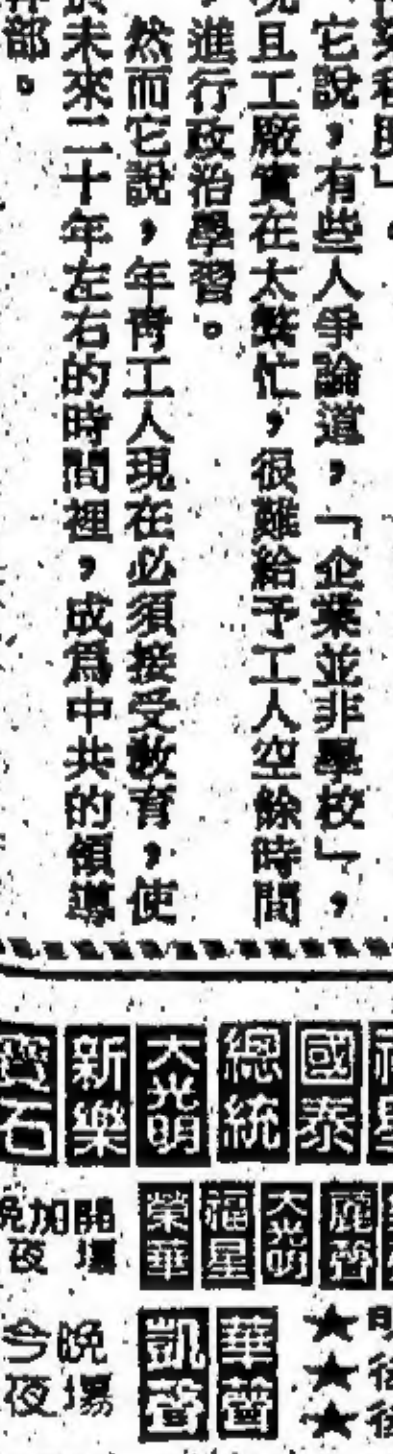 它說，有些人爭論道，「企業並非學校」，
況且工廠實在太繁忙，很難給予工人空餘時間
，進行政治學習。
然而它說，年青工人現在必須接受教育，使
於未來二十年左右的時間裡，成爲中共的領導
幹部。
國泰
總統
大光明
新樂
寶石
麗聲
大光明
福星
榮華
開場
加夜
華聲
凱聲
晚場
今夜